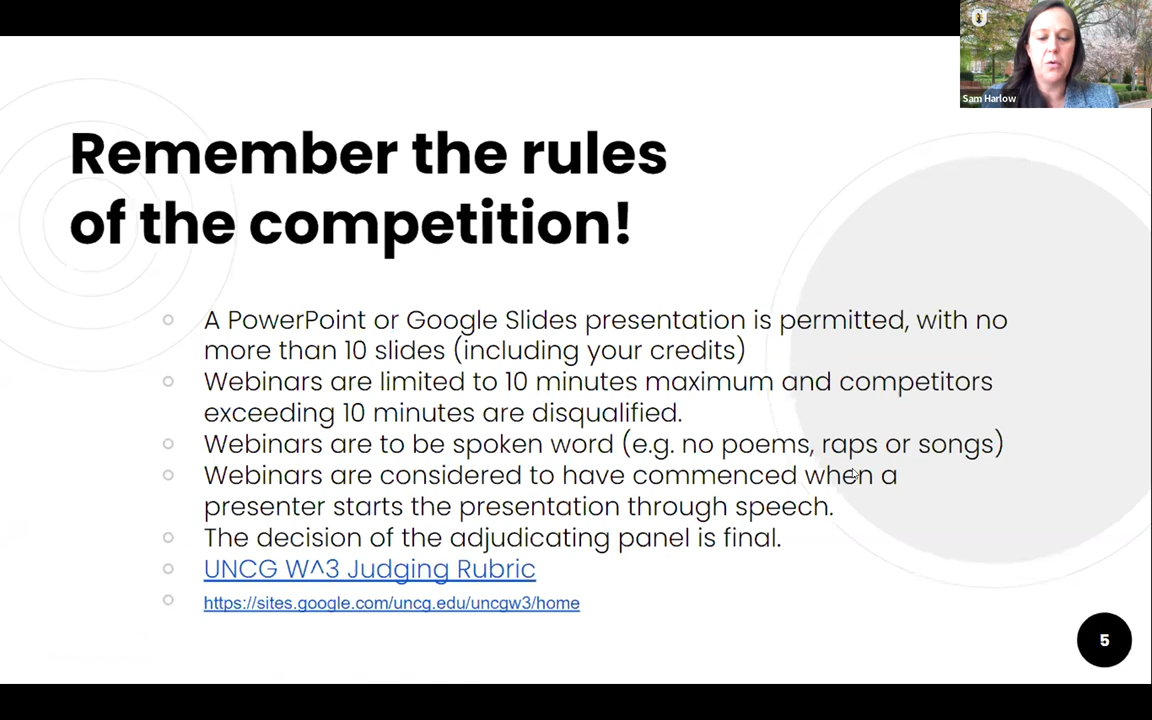 Sam Harlow
Remember the rules
of the competition!
A PowerPoint or Google Slides presentation is permitted, with no
more than 10 slides (including your credits)
Webinars are limited to 10 minutes maximum and competitors
exceeding 10 minutes are disqualified.
Webinars are to be spoken word (e.g. no poems, raps or songs)
Webinars are considered to have commenced when a
presenter starts the presentation through speech.
The decision of the adjudicating panel is final.
UNCG W^3 Judging Rubric
https://sites.google.com/uncg.edu/uncgw3/home
5